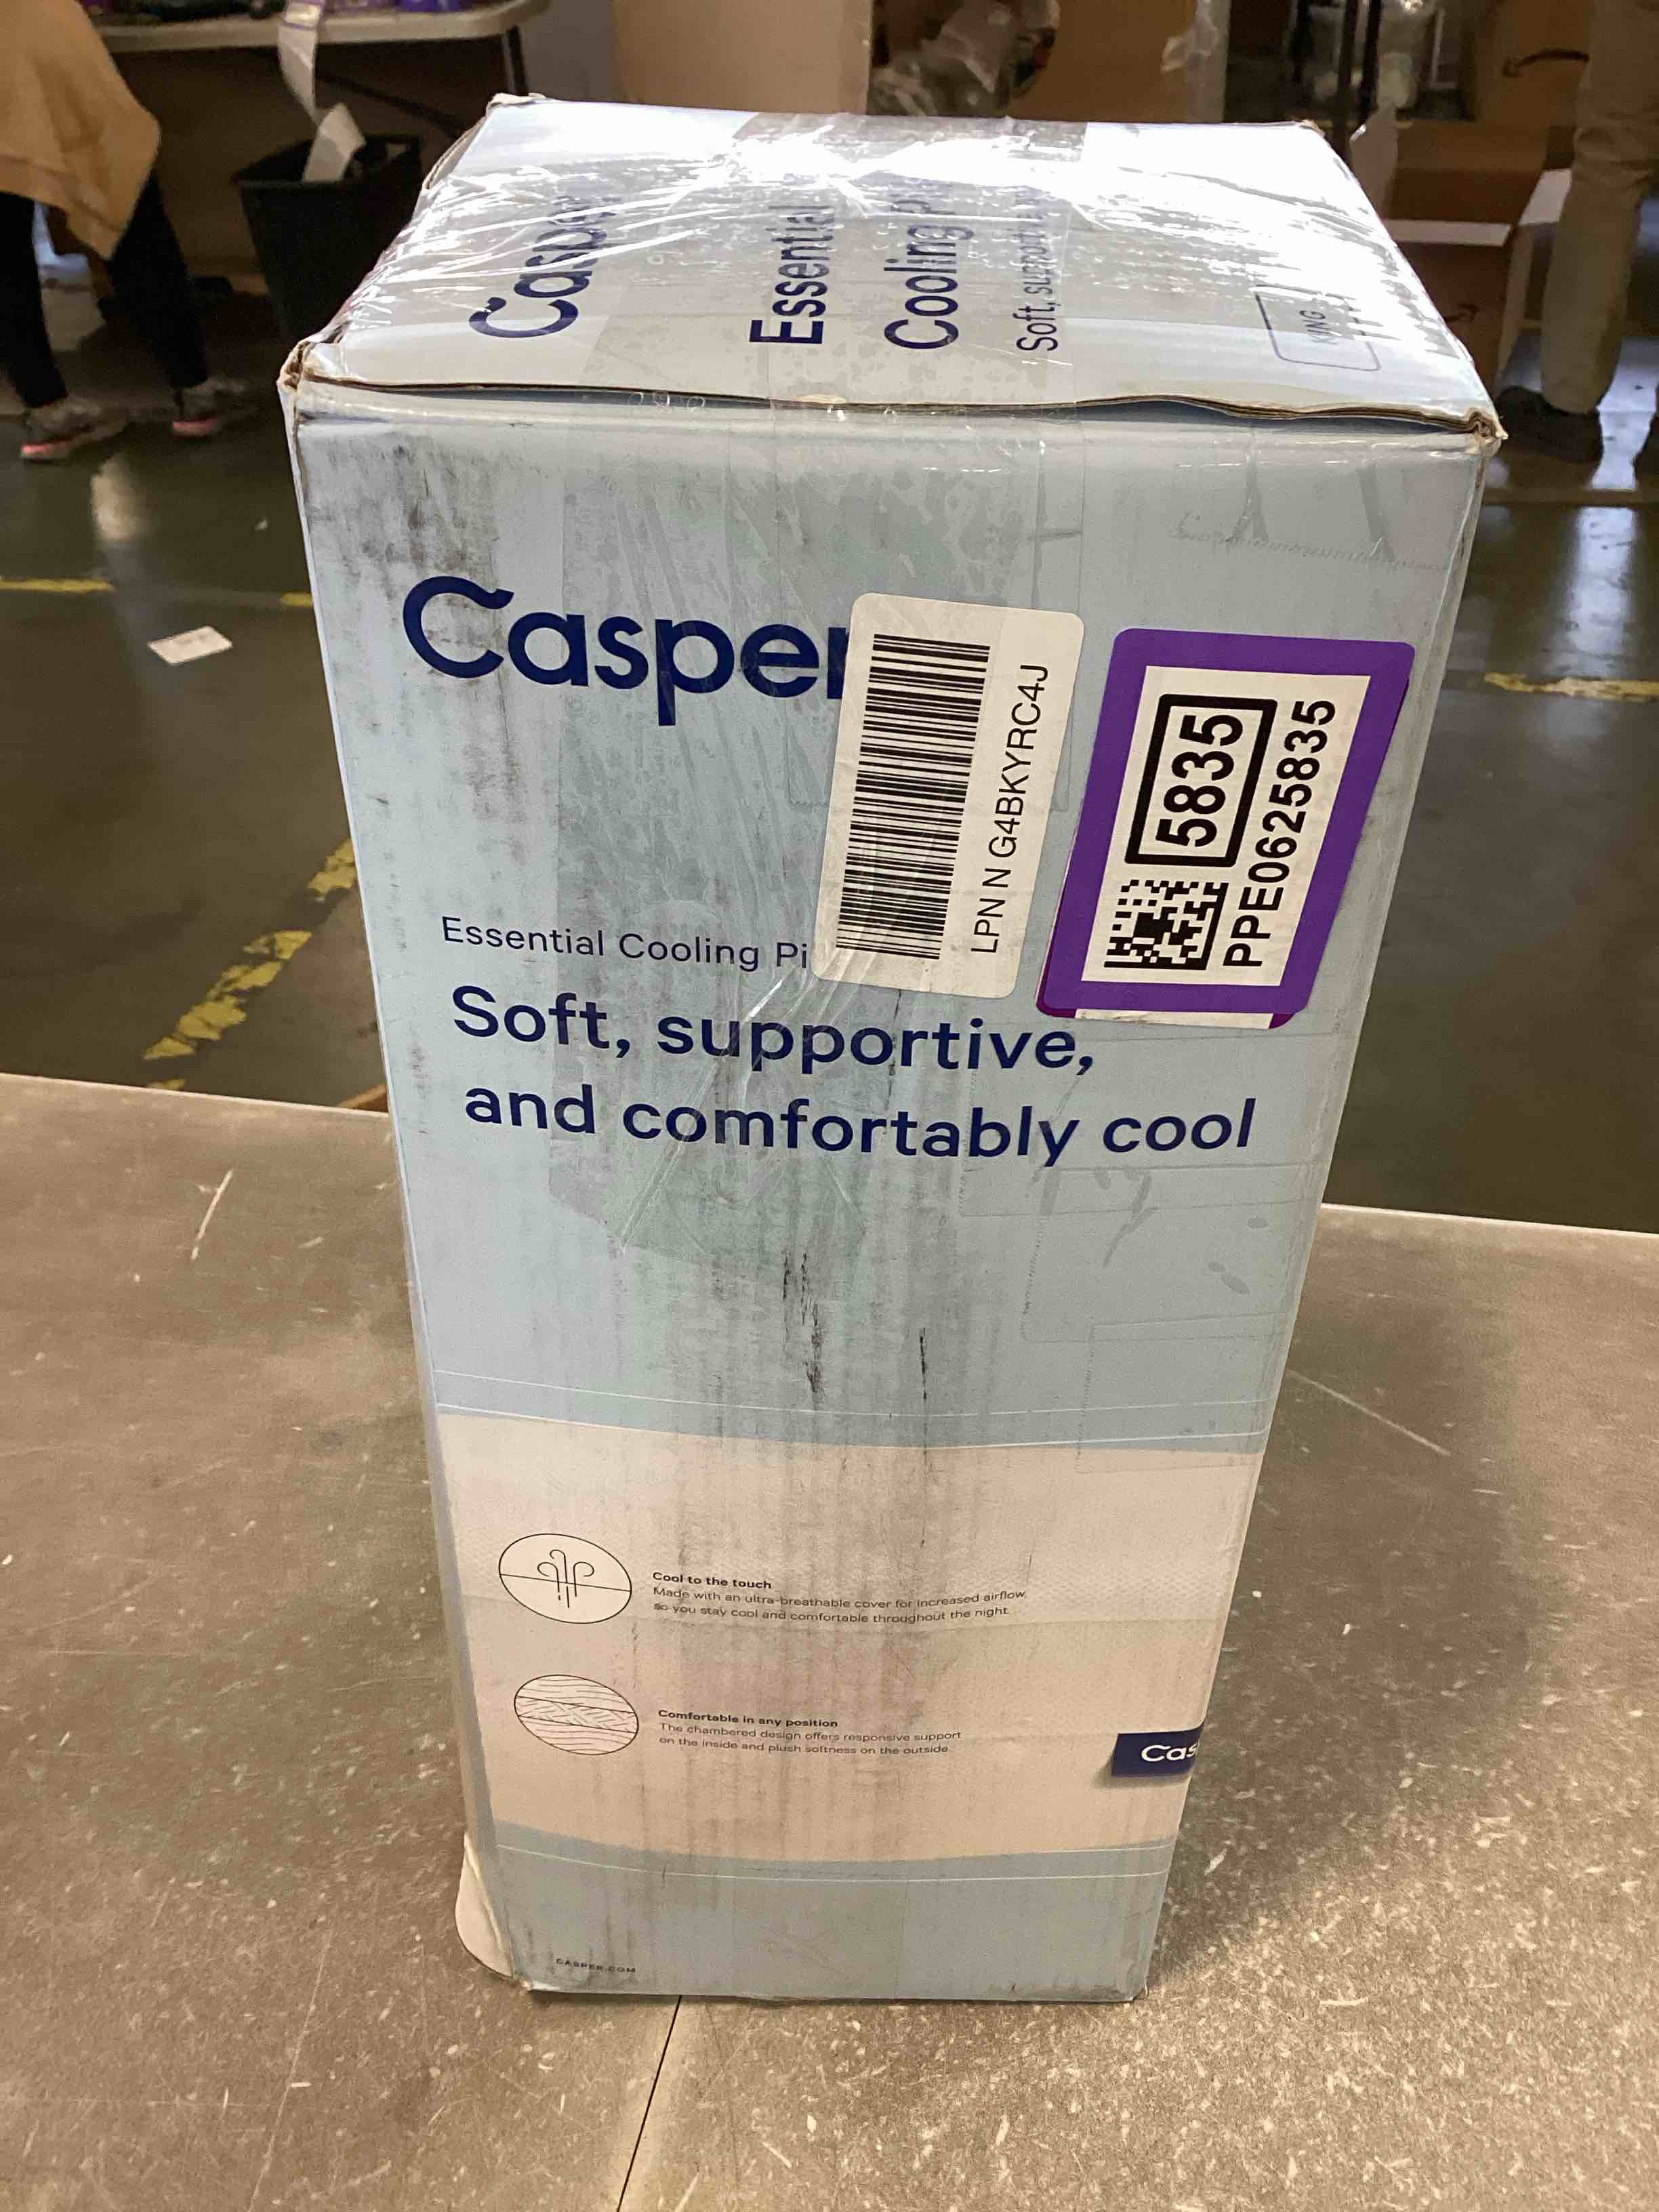 Casper
Essential
Cooling P
Soft, supportive
KING
Casper
LPN N G4BKYRC4J
5835
PPE0625835
Essential Cooling Pi
Soft, supportive,
and comfortably cool
Cool to the touch
Made with an ultra-breathable cover for increased airflow,
so you stay cool and comfortable throughout the night.
Comfortable in any position
The chambered design offers responsive support
on the inside and plush softness on the outside.
Cas
CASPER.COM